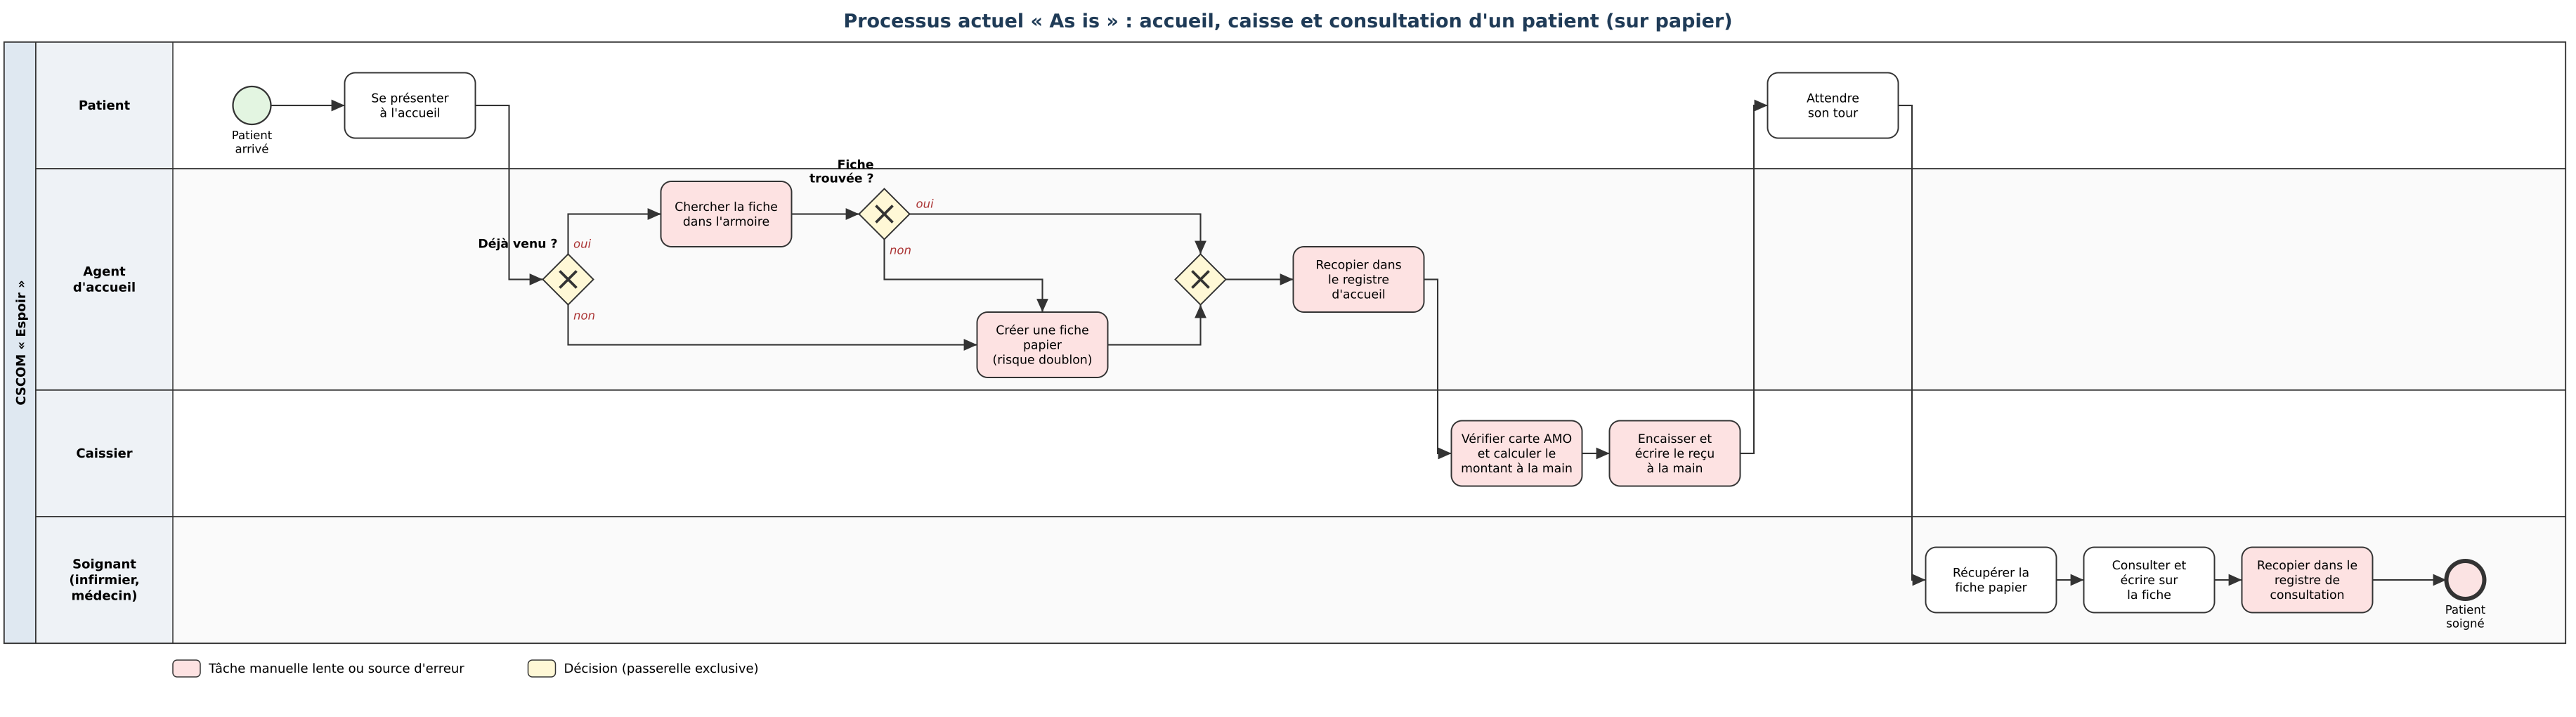 Processus actuel « As is » : accueil, caisse et consultation d'un patient (sur papier)
CSCOM « Espoir »
Patient
Patient
arrivé
Se présenter
à l'accueil
Attendre
son tour
Agent
d'accueil
Déjà venu ?
oui
non
Chercher la fiche
dans l'armoire
Fiche
trouvée ?
oui
non
Créer une fiche
papier
(risque doublon)
Recopier dans
le registre
d'accueil
Caissier
Vérifier carte AMO
et calculer le
montant à la main
Encaisser et
écrire le reçu
à la main
Soignant
(infirmier,
médecin)
Récupérer la
fiche papier
Consulter et
écrire sur
la fiche
Recopier dans le
registre de
consultation
Patient
soigné
Tâche manuelle lente ou source d'erreur
Décision (passerelle exclusive)